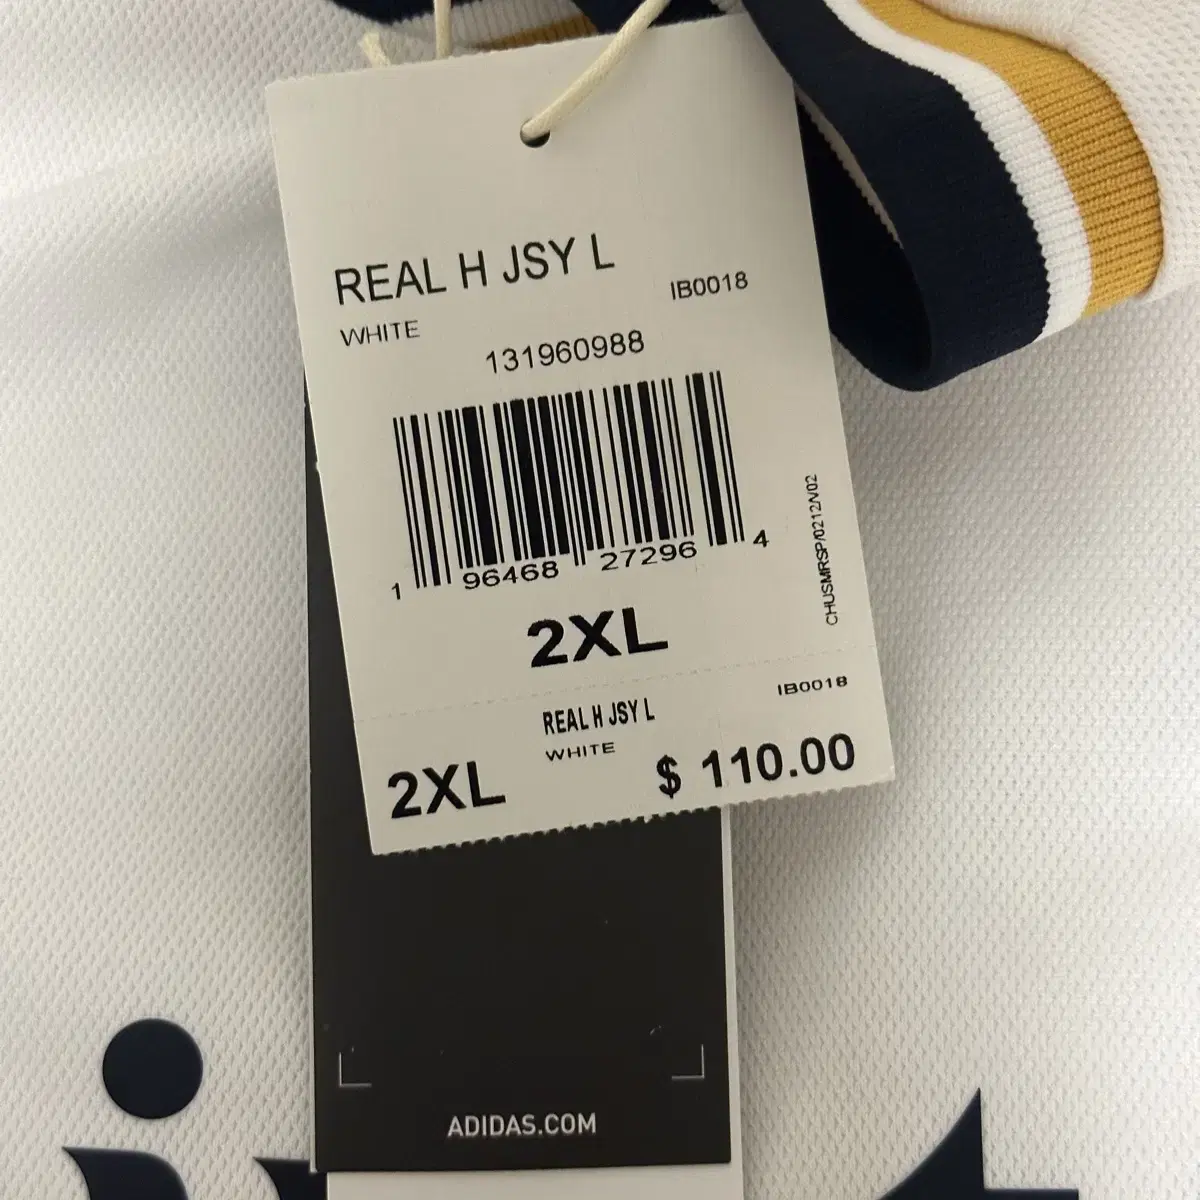 REAL H JSY L
IB0018
WHITE
131960988
1 96468 27296 4
CHUSMRSP/0212/V02
2XL
IB0018
REAL H JSY L
WHITE
2XL
$ 110.00
ADIDAS.COM